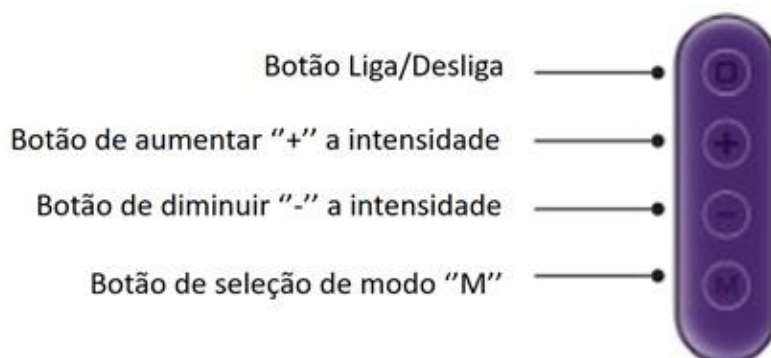 Botão Liga/Desliga
Botão de aumentar ‘‘+’’ a intensidade
+
Botão de diminuir ‘‘-’’ a intensidade
-
Botão de seleção de modo ‘‘M’’
M